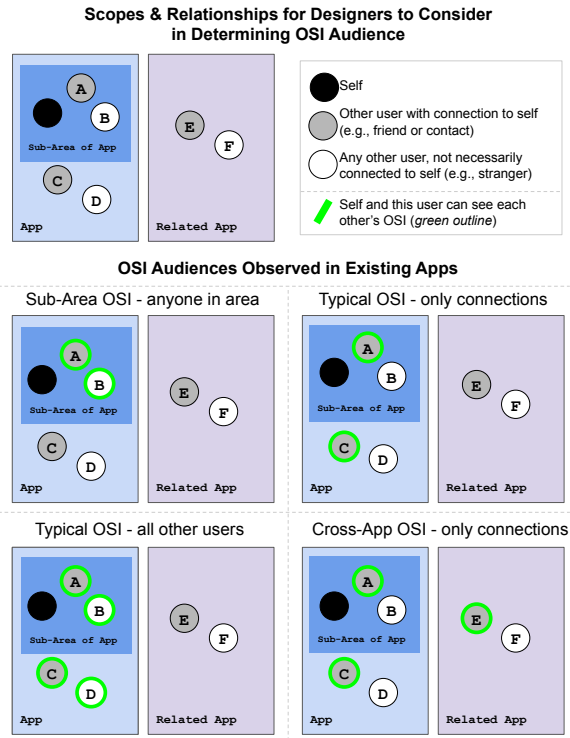 Scopes & Relationships for Designers to Consider
in Determining OSI Audience
A
B
Sub-Area of App
C
D
App
E
F
Related App
Self
Other user with connection to self
(e.g., friend or contact)
Any other user, not necessarily
connected to self (e.g., stranger)
Self and this user can see each
other's OSI (green outline)
OSI Audiences Observed in Existing Apps
Sub-Area OSI - anyone in area
A
B
Sub-Area of App
C
D
App
E
F
Related App
Typical OSI - only connections
A
B
Sub-Area of App
C
D
App
E
F
Related App
Typical OSI - all other users
A
B
Sub-Area of App
C
D
App
E
F
Related App
Cross-App OSI - only connections
A
B
Sub-Area of App
C
D
App
E
F
Related App